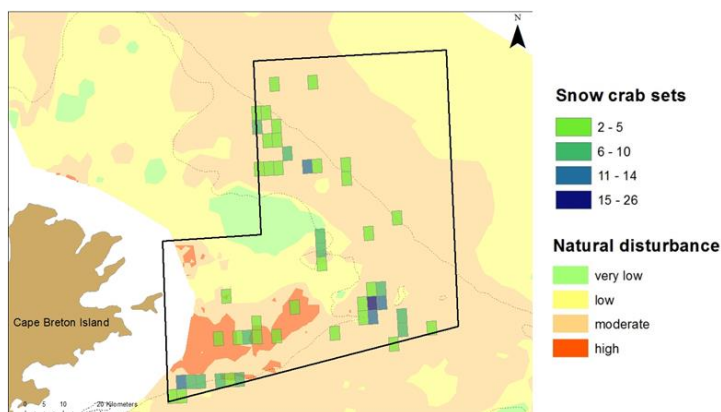 N
Snow crab sets
2 - 5
6 - 10
11 - 14
15 - 26
Natural disturbance
very low
low
moderate
high
Cape Breton Island
0 5 10 20 Kilometers